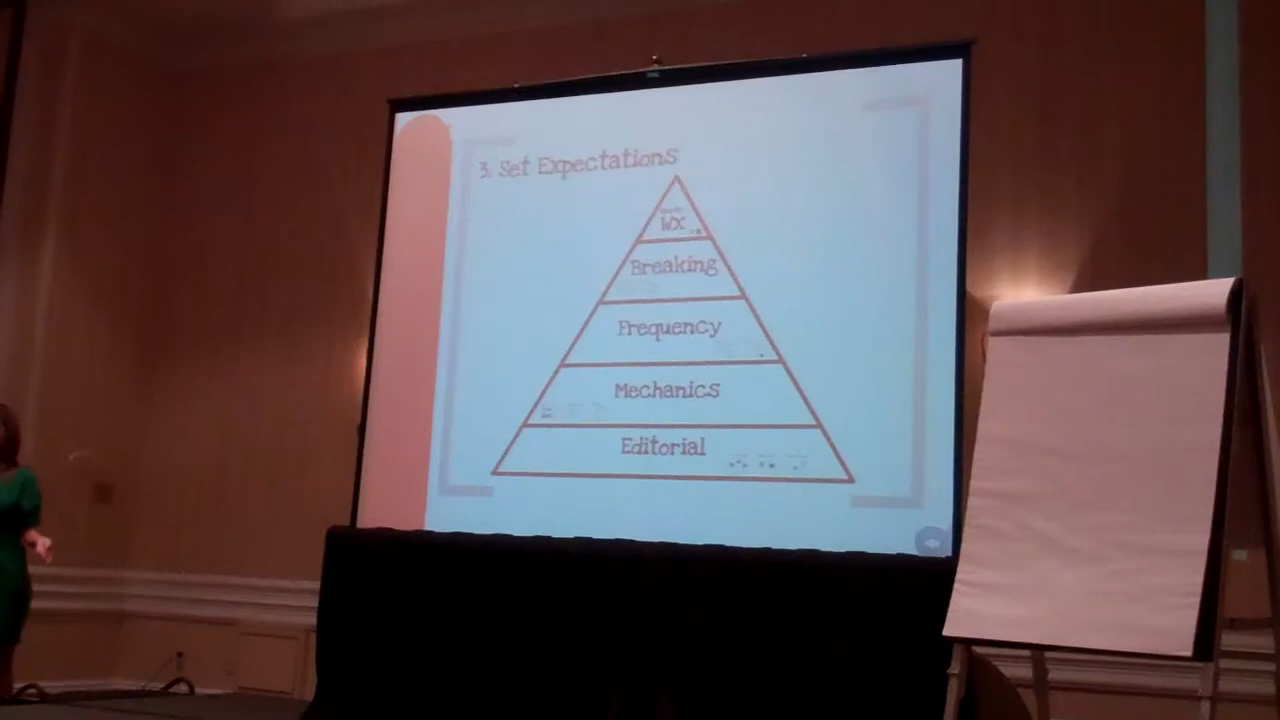 3. Set Expectations
WX
Breaking
Frequency
Mechanics
Editorial